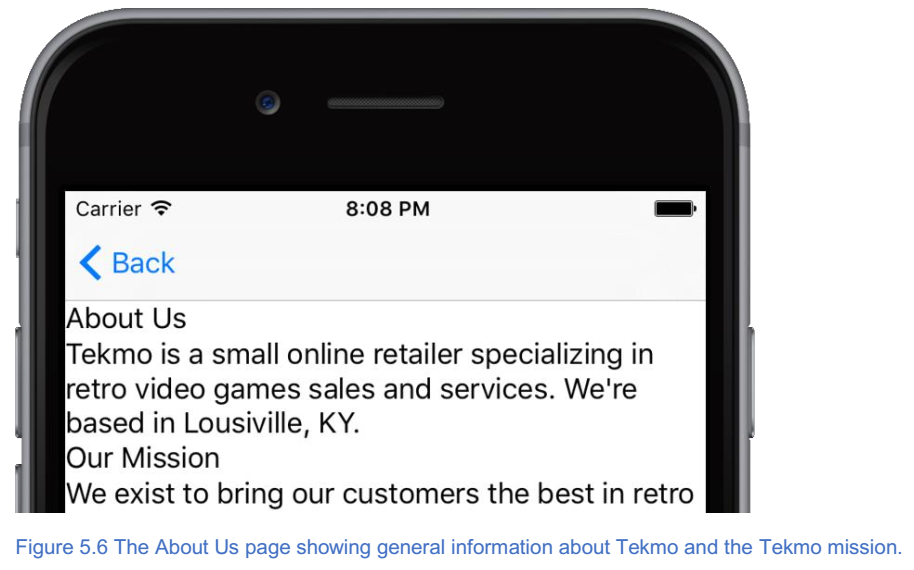 Carrier
8:08 PM
Back
About Us
Tekmo is a small online retailer specializing in
retro video games sales and services. We're
based in Lousiville, KY.
Our Mission
We exist to bring our customers the best in retro
Figure 5.6 The About Us page showing general information about Tekmo and the Tekmo mission.